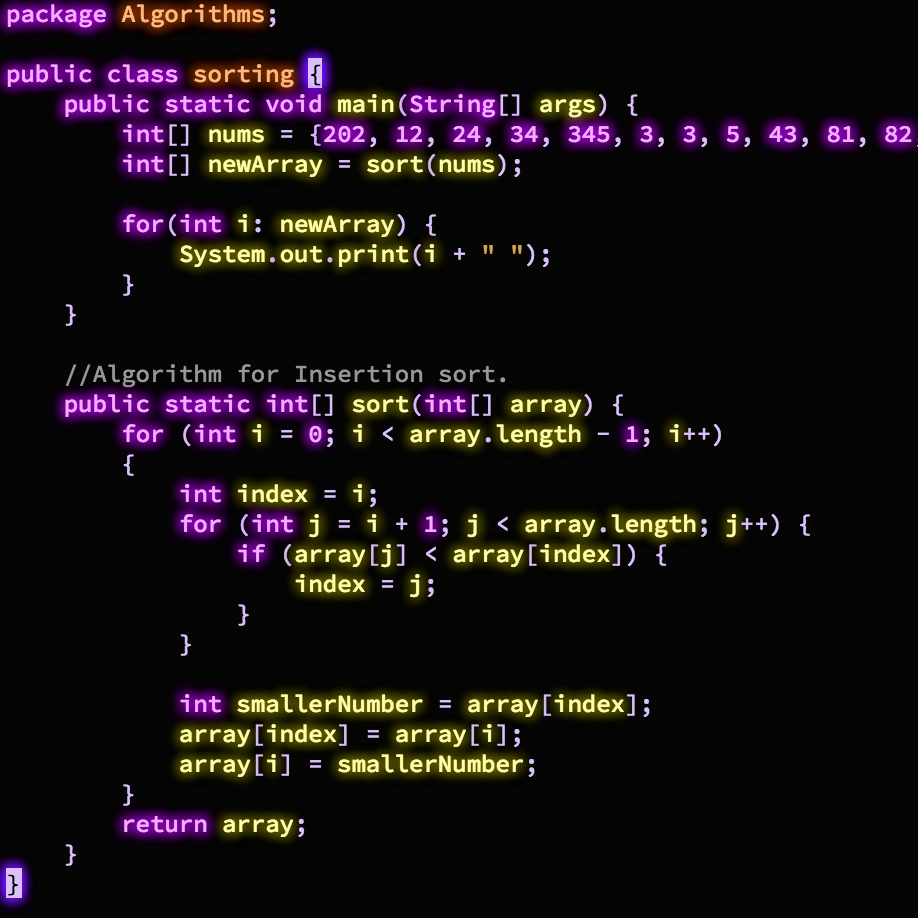 package Algorithms;
public class sorting {
public static void main(String[] args) {
int[] nums = {202, 12, 24, 34, 345, 3, 3, 5, 43, 81, 82,
int[] newArray = sort(nums);
for(int i: newArray) {
System.out.print(i + " ");
}
}
//Algorithm for Insertion sort.
public static int[] sort(int[] array) {
for (int i = 0; i < array.length - 1; i++)
{
int index = i;
for (int j = i + 1; j < array.length; j++) {
if (array[j] < array[index]) {
index = j;
}
}
int smallerNumber = array[index];
array[index] = array[i];
array[i] = smallerNumber;
}
return array;
}
}